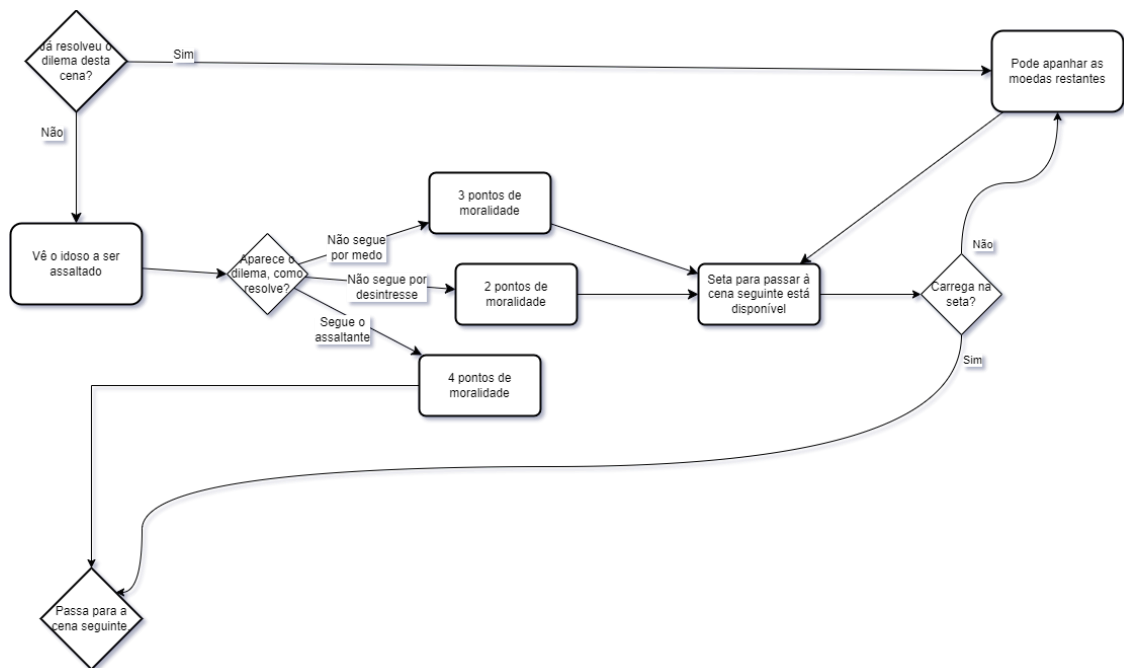 Já resolveu o
dilema desta
cena?
Sim
Pode apanhar as
moedas restantes
Não
Vê o idoso a ser
assaltado
Aparece o
dilema, como
resolve?
Não segue
por medo
3 pontos de
moralidade
Não segue por
desintresse
2 pontos de
moralidade
Segue o
assaltante
4 pontos de
moralidade
Seta para passar à
cena seguinte está
disponível
Carrega na
seta?
Não
Sim
Passa para a
cena seguinte